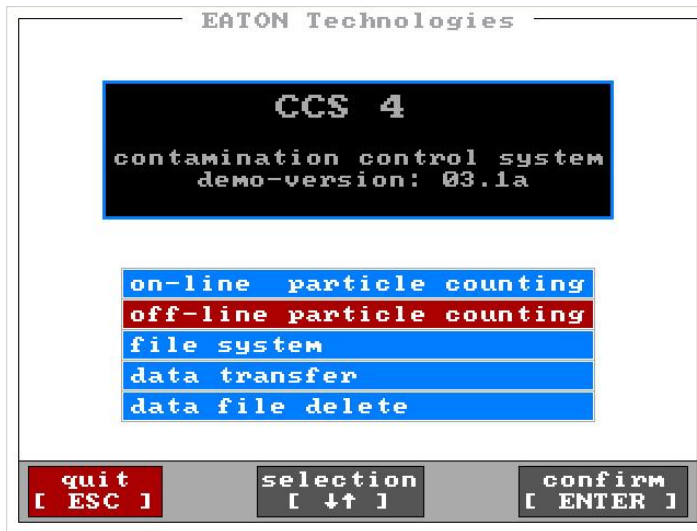 EATON Technologies
CCS 4
contamination control system
demo-version: 03.1a
on-line particle counting
off-line particle counting
file system
data transfer
data file delete
quit
[ ESC ]
selection
[ ↓↑ ]
confirm
[ ENTER ]